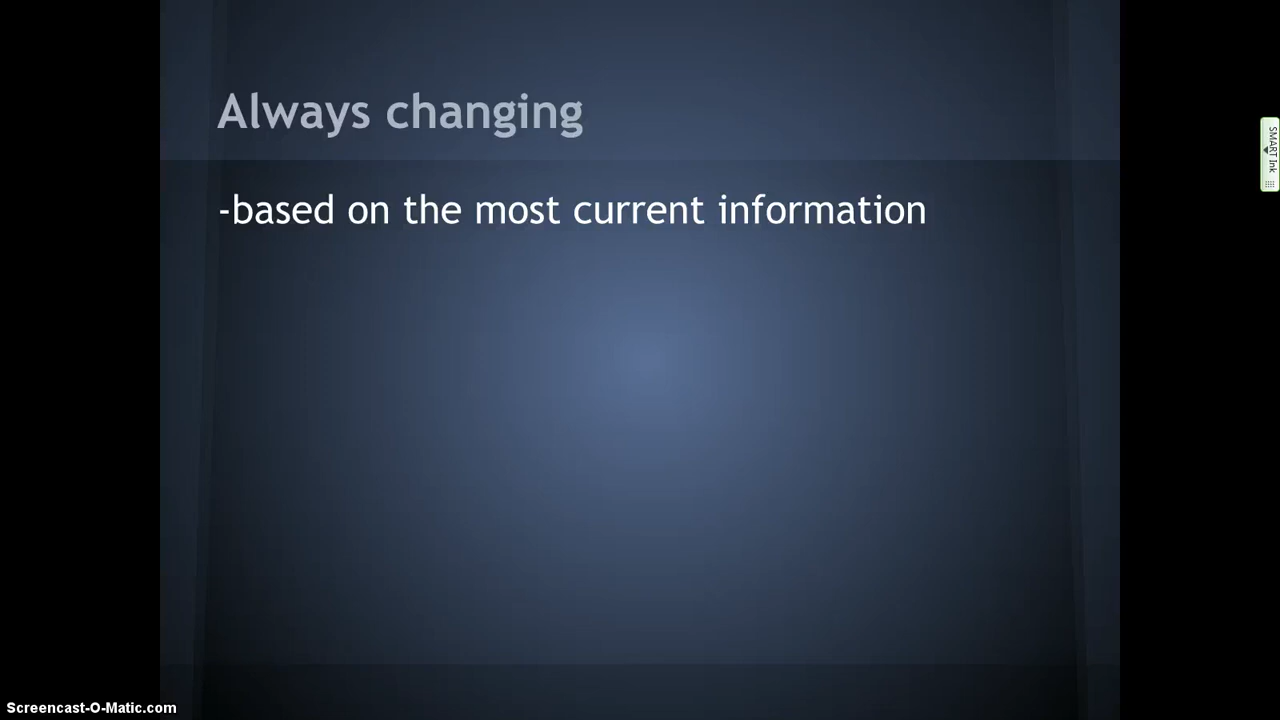 Always changing
-based on the most current information
SMART Ink
Screencast-O-Matic.com